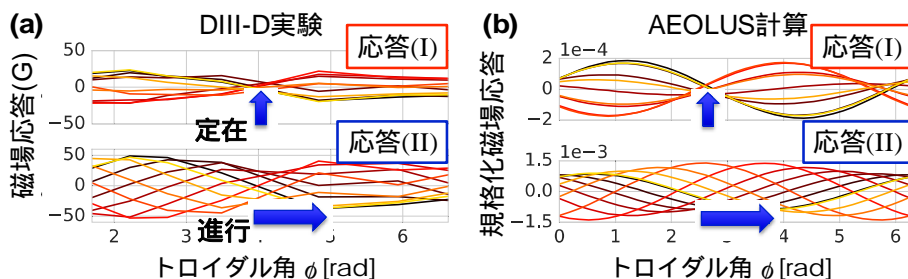 (a) DIII-D実験
応答(I)
磁場応答(G)
50
0
−50
定在
応答(II)
50
0
−50
進行
2 3 4 5 6
トロイダル角 ϕ [rad]
(b) AEOLUS計算
応答(I)
規格化磁場応答
1e−4
2
0
−2
応答(II)
1e−3
1.5
0.0
−1.5
0 1 2 3 4 5 6
トロイダル角 ϕ [rad]